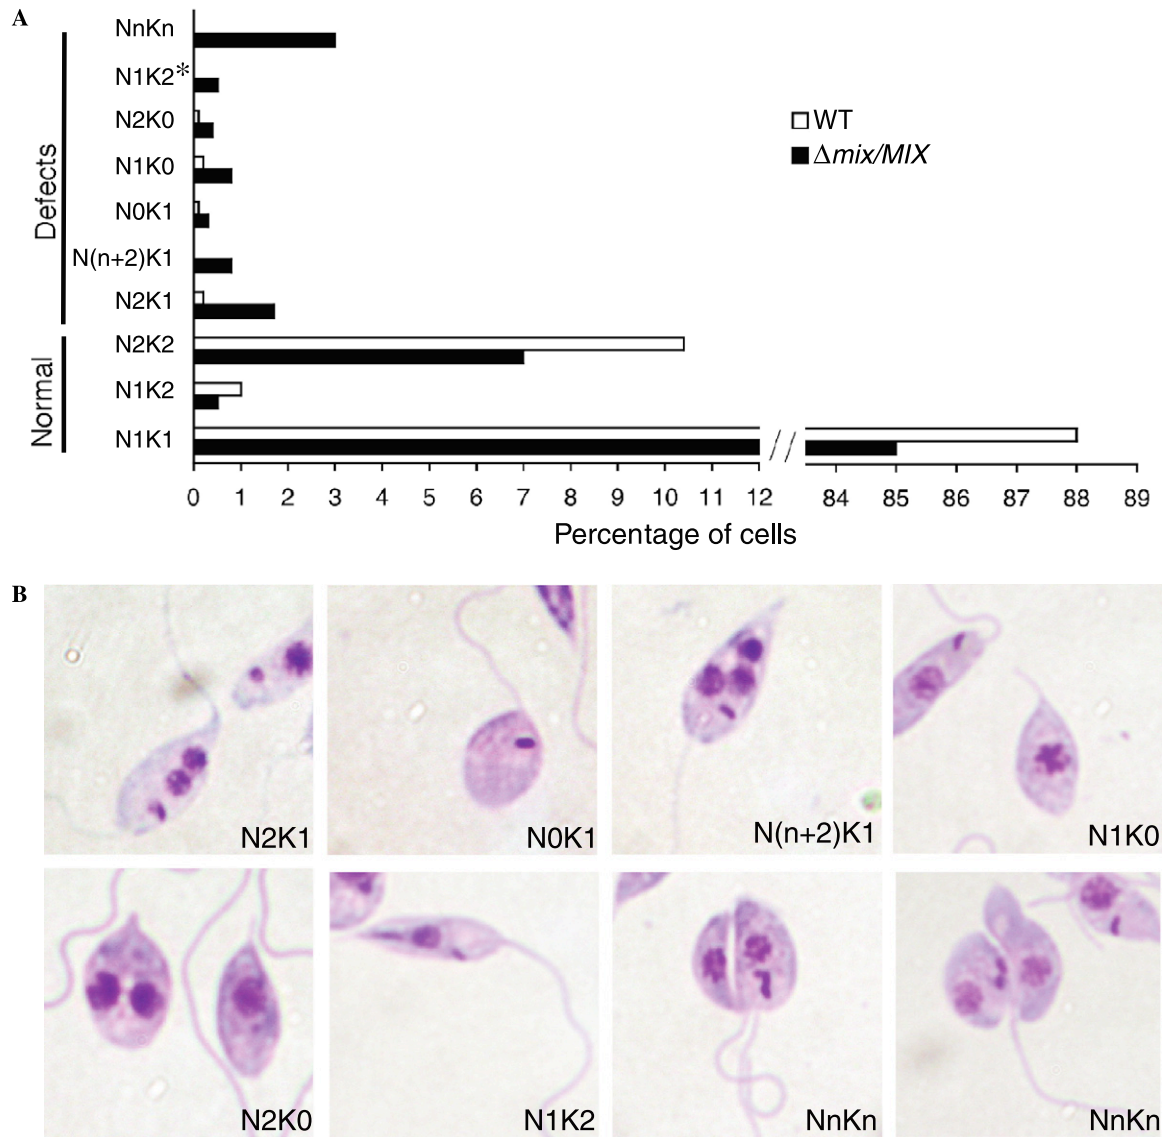 A
NnKn
N1K2*
N2K0
N1K0
N0K1
N(n+2)K1
N2K1
N2K2
N1K2
N1K1
Defects
Normal
WT
Δmix/MIX
0 1 2 3 4 5 6 7 8 9 10 11 12 // 84 85 86 87 88 89
Percentage of cells
B
N2K1 N0K1 N(n+2)K1 N1K0
N2K0 N1K2 NnKn NnKn